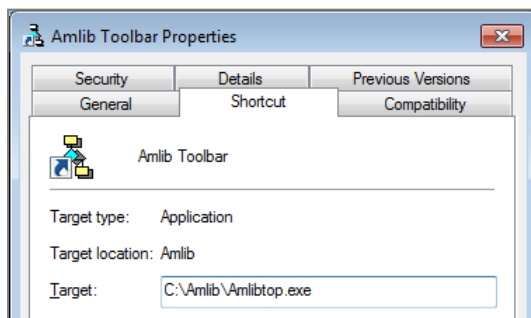 Amlib Toolbar Properties
Security Details Previous Versions
General Shortcut Compatibility
Amlib Toolbar
Target type: Application
Target location: Amlib
Target: C:\Amlib\Amlibtop.exe